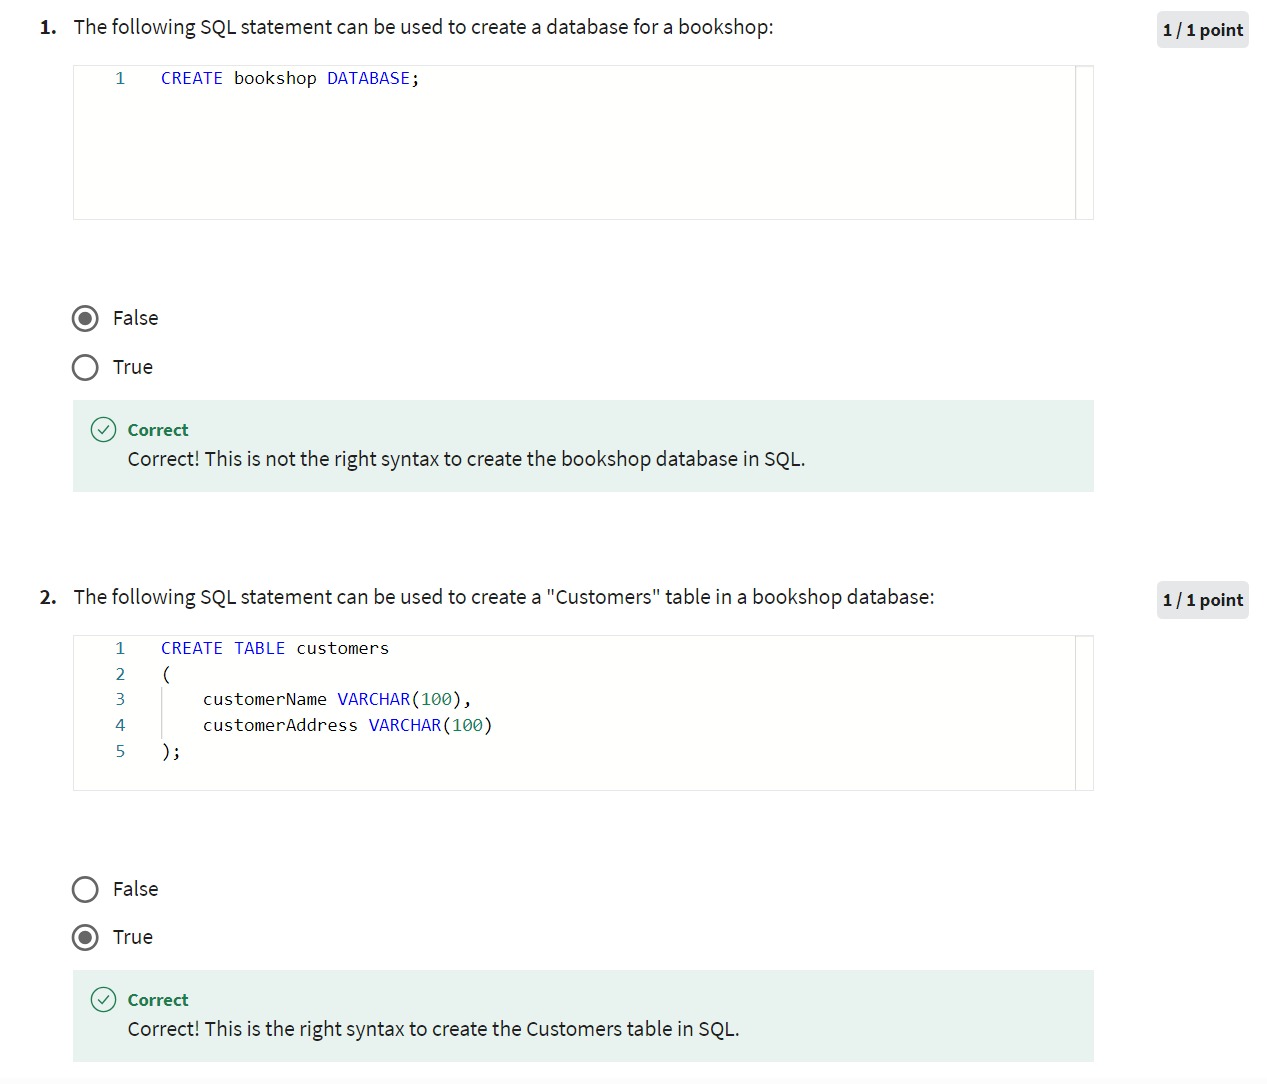 1. The following SQL statement can be used to create a database for a bookshop:
1 / 1 point
1 CREATE bookshop DATABASE;
False
True
Correct
Correct! This is not the right syntax to create the bookshop database in SQL.
2. The following SQL statement can be used to create a "Customers" table in a bookshop database:
1 / 1 point
1 CREATE TABLE customers
2 (
3 customerName VARCHAR(100),
4 customerAddress VARCHAR(100)
5 );
False
True
Correct
Correct! This is the right syntax to create the Customers table in SQL.